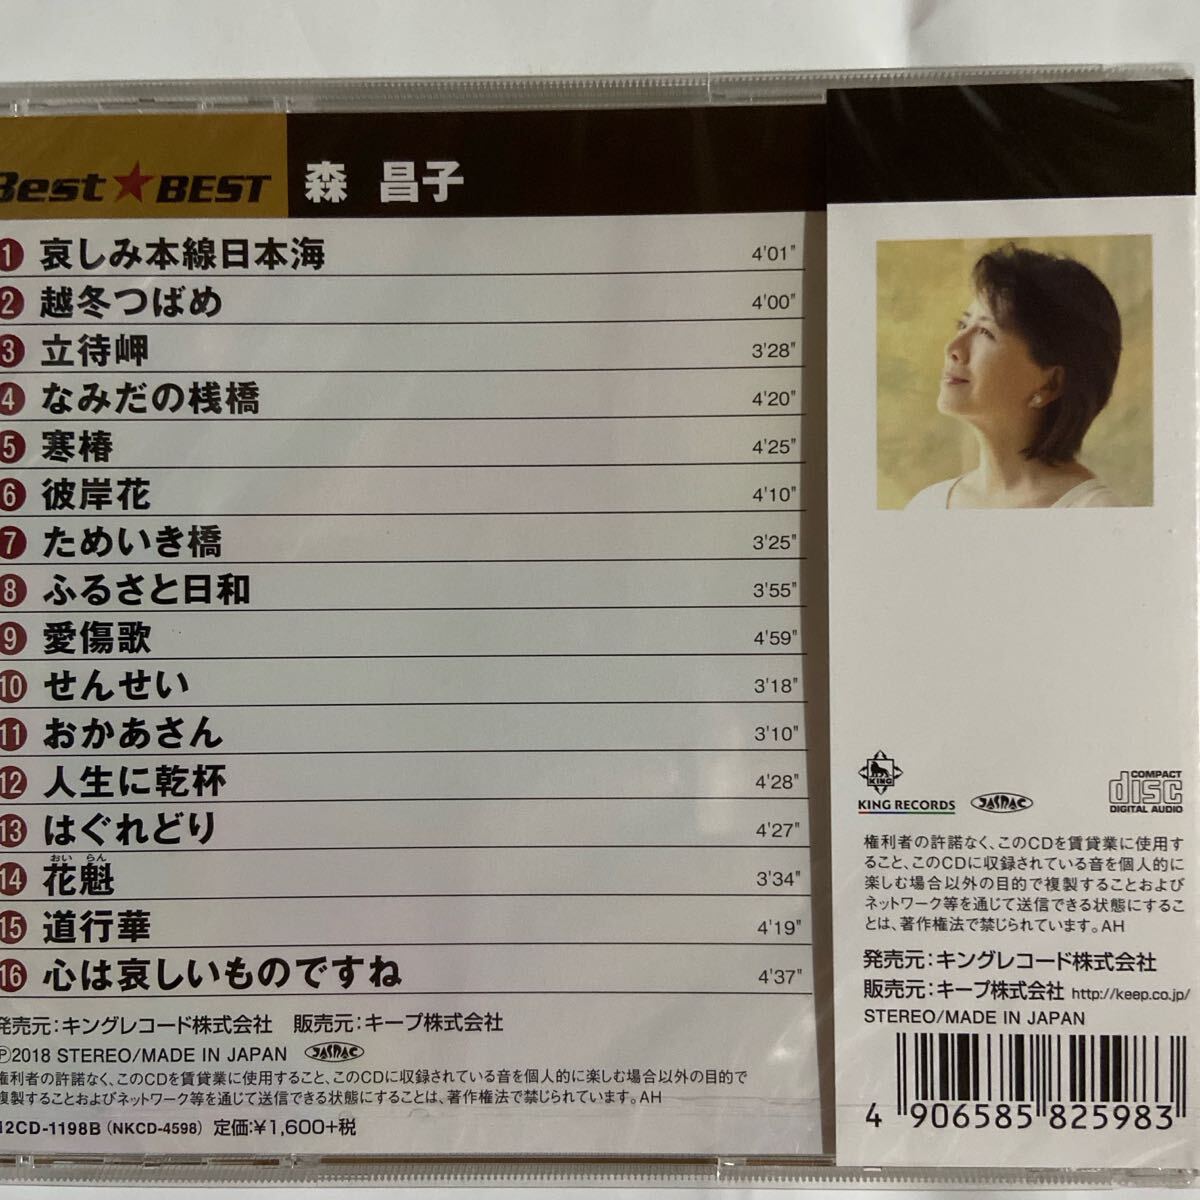 Best★BEST 森 昌子
1 哀しみ本線日本海 4'01"
2 越冬つばめ 4'00"
3 立待岬 3'28"
4 なみだの桟橋 4'20"
5 寒椿 4'25"
6 彼岸花 4'10"
7 ためいき橋 3'25"
8 ふるさと日和 3'55"
9 愛傷歌 4'59"
10 せんせい 3'18"
11 おかあさん 3'10"
12 人生に乾杯 4'28"
13 はぐれどり 4'27"
おい らん
14 花魁 3'34"
15 道行華 4'19"
16 心は哀しいものですね 4'37"
発売元：キングレコード株式会社 販売元：キープ株式会社
Ⓟ2018 STEREO/MADE IN JAPAN JASRAC
権利者の許諾なく、このCDを賃貸業に使用すること、このCDに収録されている音を個人的に楽しむ場合以外の目的で
複製することおよびネットワーク等を通じて送信できる状態にすることは、著作権法で禁じられています。AH
12CD-1198B（NKCD-4598）定価:¥1,600+税
KING
KING RECORDS JASRAC COMPACT disc DIGITAL AUDIO
権利者の許諾なく、このCDを賃貸業に使用す
ること、このCDに収録されている音を個人的に
楽しむ場合以外の目的で複製することおよび
ネットワーク等を通じて送信できる状態にするこ
とは、著作権法で禁じられています。AH
発売元：キングレコード株式会社
販売元：キープ株式会社 http://keep.co.jp/
STEREO/MADE IN JAPAN
4 906585 825983